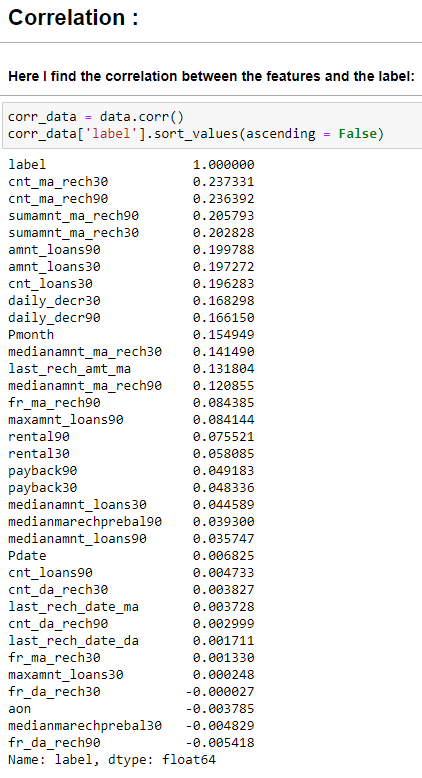 Correlation :
Here I find the correlation between the features and the label:
corr_data = data.corr()
corr_data['label'].sort_values(ascending = False)
label 1.000000
cnt_ma_rech30 0.237331
cnt_ma_rech90 0.236392
sumamnt_ma_rech90 0.205793
sumamnt_ma_rech30 0.202828
amnt_loans90 0.199788
amnt_loans30 0.197272
cnt_loans30 0.196283
daily_decr30 0.168298
daily_decr90 0.166150
Pmonth 0.154949
medianamnt_ma_rech30 0.141490
last_rech_amt_ma 0.131804
medianamnt_ma_rech90 0.120855
fr_ma_rech90 0.084385
maxamnt_loans90 0.084144
rental90 0.075521
rental30 0.058085
payback90 0.049183
payback30 0.048336
medianamnt_loans30 0.044589
medianmarechprebal90 0.039300
medianamnt_loans90 0.035747
Pdate 0.006825
cnt_loans90 0.004733
cnt_da_rech30 0.003827
last_rech_date_ma 0.003728
cnt_da_rech90 0.002999
last_rech_date_da 0.001711
fr_ma_rech30 0.001330
maxamnt_loans30 0.000248
fr_da_rech30 -0.000027
aon -0.003785
medianmarechprebal30 -0.004829
fr_da_rech90 -0.005418
Name: label, dtype: float64